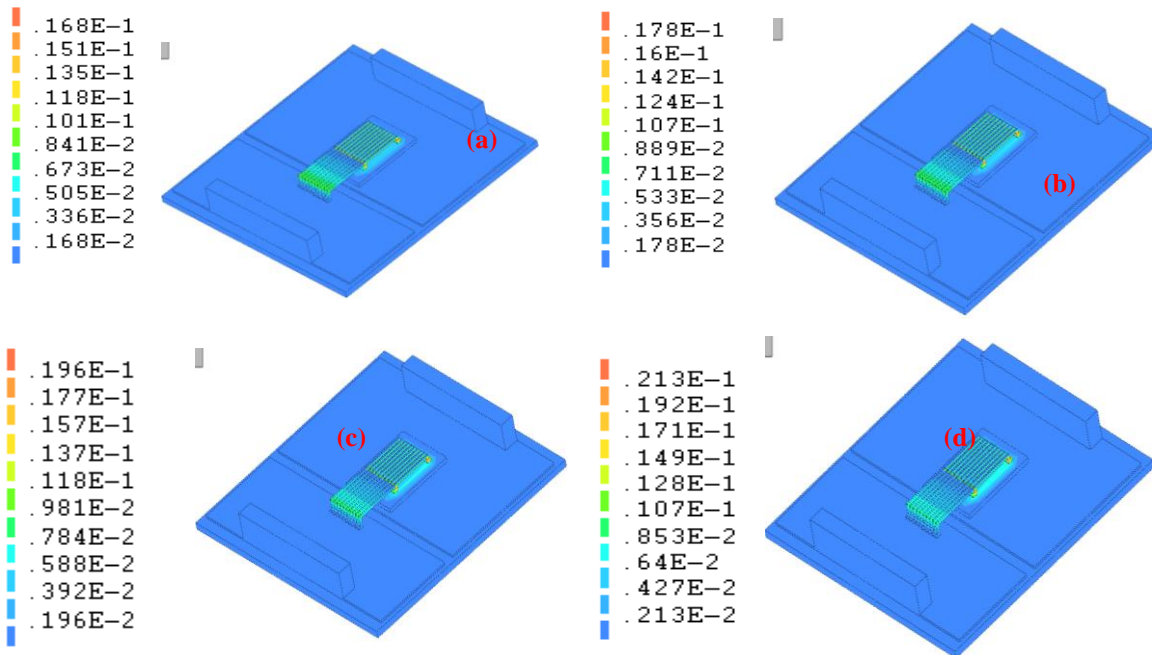 .168E-1
.151E-1
.135E-1
.118E-1
.101E-1
.841E-2
.673E-2
.505E-2
.336E-2
.168E-2
(a)
.178E-1
.16E-1
.142E-1
.124E-1
.107E-1
.889E-2
.711E-2
.533E-2
.356E-2
.178E-2
(b)
.196E-1
.177E-1
.157E-1
.137E-1
.118E-1
.981E-2
.784E-2
.588E-2
.392E-2
.196E-2
(c)
.213E-1
.192E-1
.171E-1
.149E-1
.128E-1
.107E-1
.853E-2
.64E-2
.427E-2
.213E-2
(d)